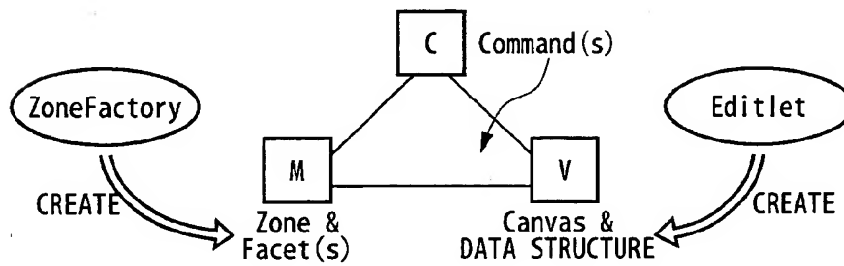 C
Command(s)
ZoneFactory
Editlet
M
V
CREATE
CREATE
Zone &
Facet(s)
Canvas &
DATA STRUCTURE